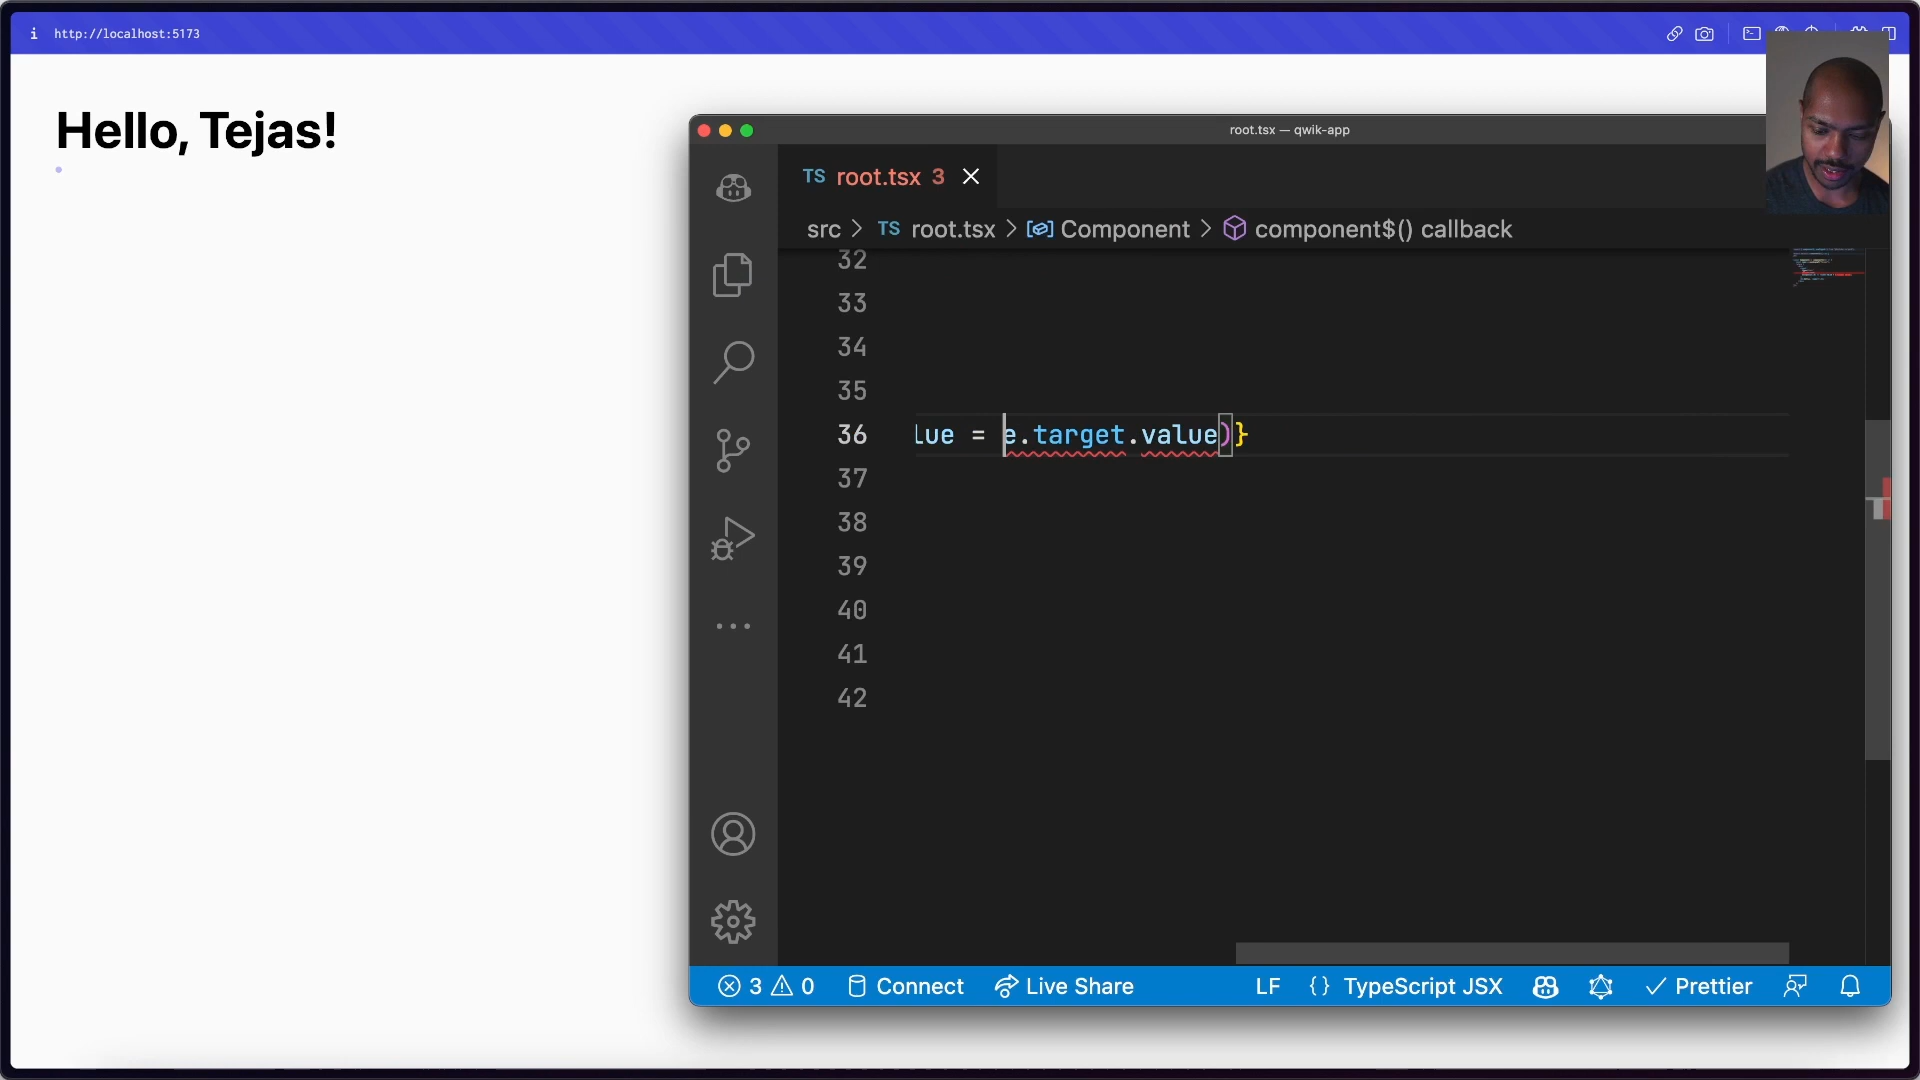 i http://localhost:5173
Hello, Tejas!
root.tsx — qwik-app
TS root.tsx 3
src > TS root.tsx > Component > component$() callback
32
33
34
35
36 lue = e.target.value)}
37
38
39
40
41
42
3 0 Connect Live Share LF {} TypeScript JSX Prettier